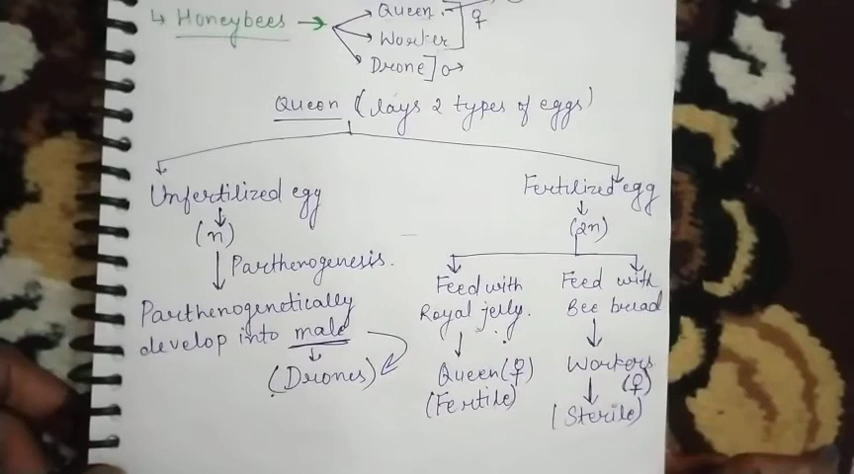 ↳ Honeybees → Queen ♀
Worker
Drone] ♂
Queen (lays 2 types of eggs)
Unfertilized egg
(n)
Parthenogenesis.
Parthenogenetically
develop into male
(Drones)
Fertilized egg
(2n)
Feed with
Royal jelly.
Queen (♀)
(Fertile)
Feed with
Bee bread
Workers
(♀)
(Sterile)